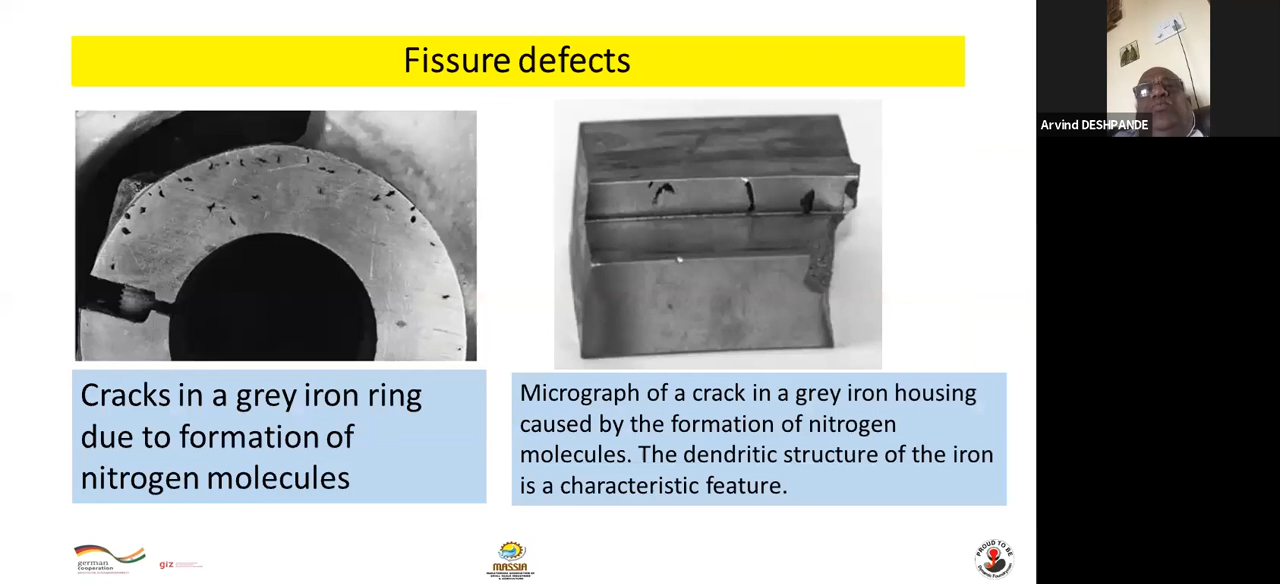 Fissure defects
Arvind DESHPANDE
Cracks in a grey iron ring
due to formation of
nitrogen molecules
Micrograph of a crack in a grey iron housing
caused by the formation of nitrogen
molecules. The dendritic structure of the iron
is a characteristic feature.
german
cooperation
giz
MASSIA
PROUD TO BE